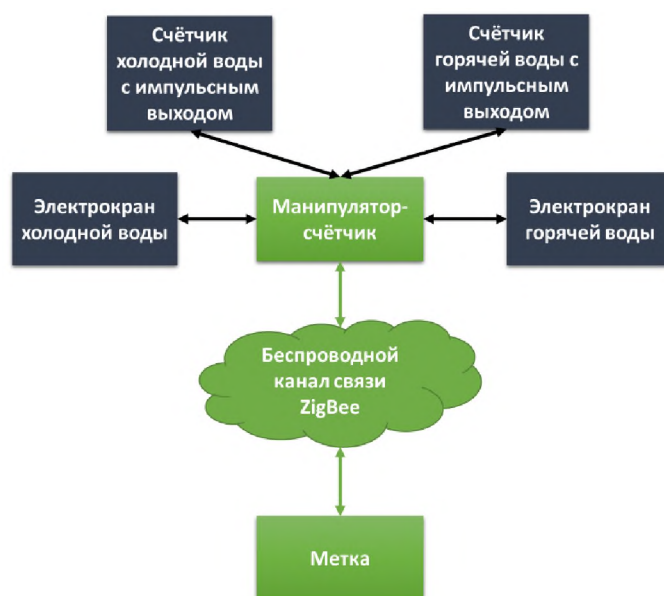 Счётчик
холодной воды
с импульсным
выходом
Счётчик
горячей воды с
импульсным
выходом
Электрокран
холодной воды
Манипулятор-
счётчик
Электрокран
горячей воды
Беспроводной
канал связи
ZigBee
Метка